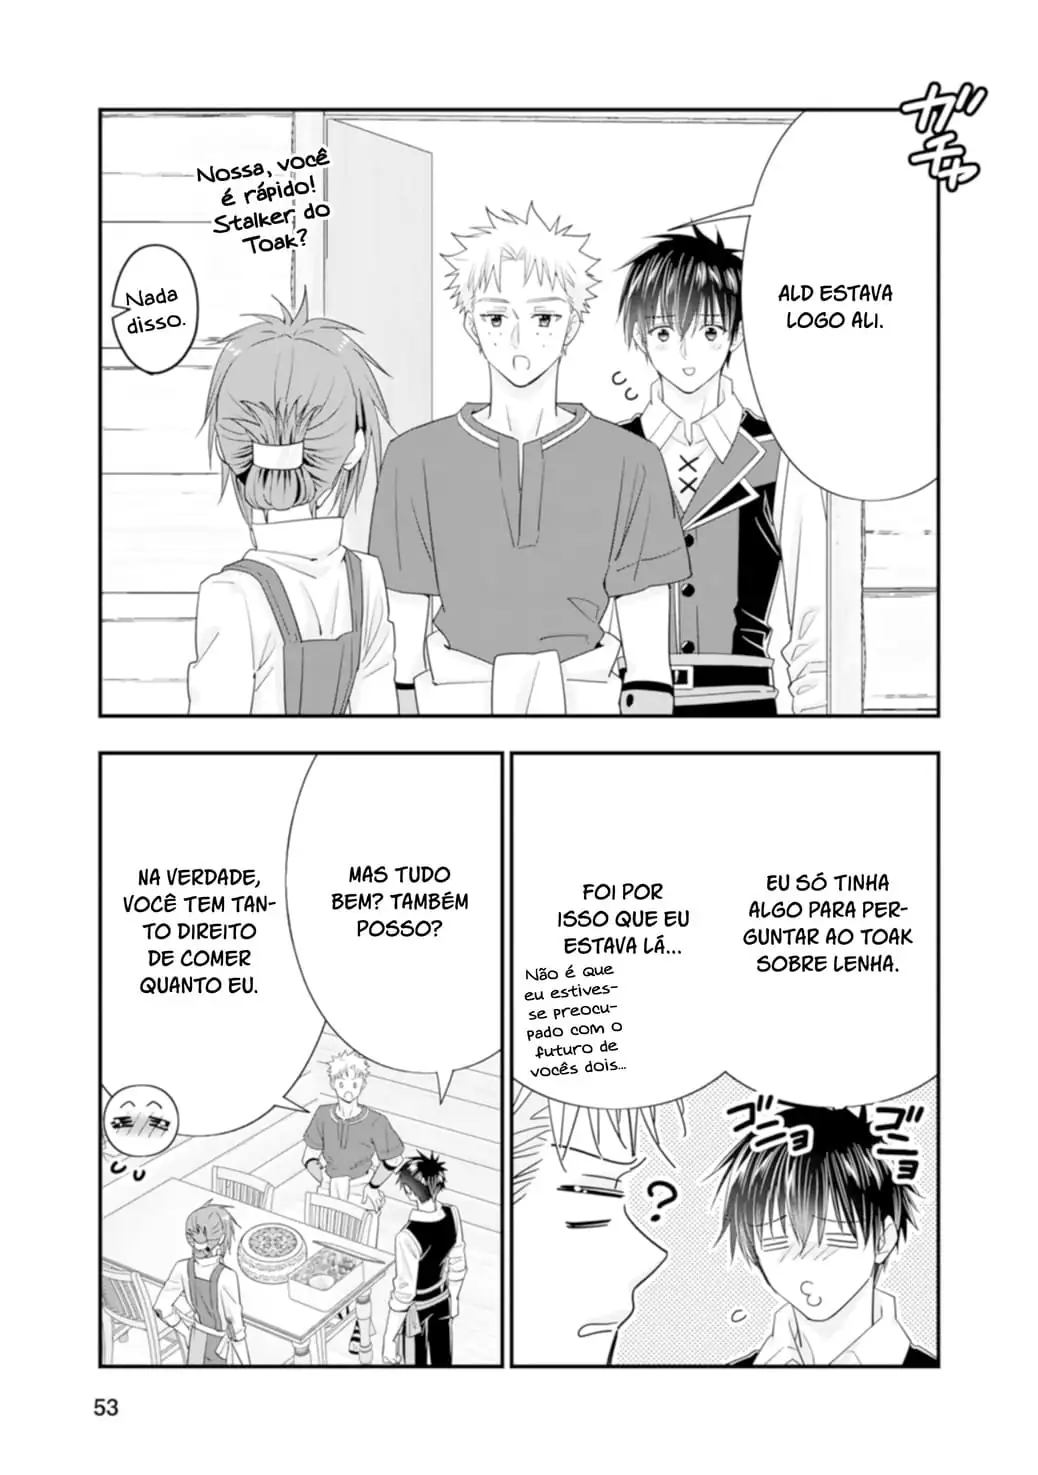 ガチャ
ALD ESTAVA
LOGO ALI.
Nossa, você
é rápido!
Stalker do
Toak?
Nada
disso.
EU SÓ TINHA
ALGO PARA PER-
GUNTAR AO TOAK
SOBRE LENHA.
FOI POR
ISSO QUE EU
ESTAVA LÁ...
Não é que
eu estives-
se preocu-
pado com o
futuro de
vocês dois...
ゴニョ
ゴニョ
?
MAS TUDO
BEM? TAMBÉM
POSSO?
NA VERDADE,
VOCÊ TEM TAN-
TO DIREITO
DE COMER
QUANTO EU.
53